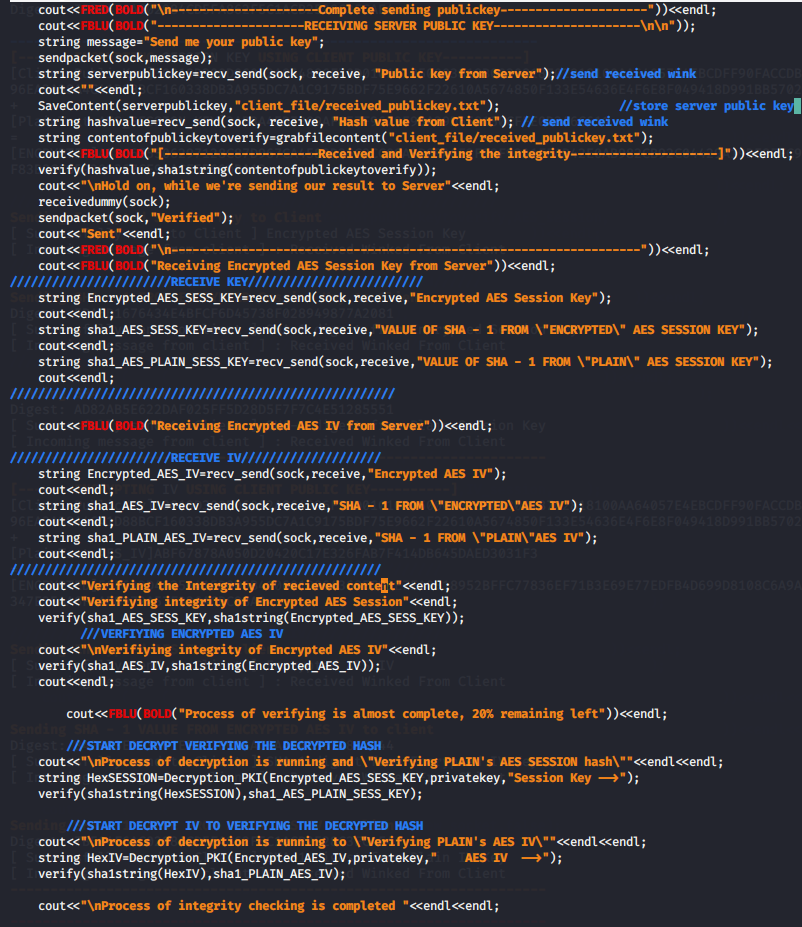 cout<<FRED(BOLD("\n---------------------Complete sending publickey---------------------"))<<endl;
cout<<FBLU(BOLD("---------------------RECEIVING SERVER PUBLIC KEY---------------------\n\n"));
string message="Send me your public key";
sendpacket(sock,message);
string serverpublickey=recv_send(sock, receive, "Public key from Server");//send received wink
cout<<""<<endl;
SaveContent(serverpublickey,"client_file/received_publickey.txt"); //store server public key
string hashvalue=recv_send(sock, receive, "Hash value from Client"); // send received wink
string contentofpublickeytoverify=grabfilecontent("client_file/received_publickey.txt");
cout<<FBLU(BOLD("[----------------------Received and Verifying the integrity---------------------]"))<<endl;
verify(hashvalue,sha1string(contentofpublickeytoverify));
cout<<"\nHold on, while we're sending our result to Server"<<endl;
receivedummy(sock);
sendpacket(sock,"Verified");
cout<<"Sent"<<endl;
cout<<FRED(BOLD("\n-------------------------------------------------------------------"))<<endl;
cout<<FBLU(BOLD("Receiving Encrypted AES Session Key from Server"))<<endl;
///////////////////////RECEIVE KEY/////////////////////////
string Encrypted_AES_SESS_KEY=recv_send(sock,receive,"Encrypted AES Session Key");
cout<<endl;
string sha1_AES_SESS_KEY=recv_send(sock,receive,"VALUE OF SHA - 1 FROM \"ENCRYPTED\" AES SESSION KEY");
cout<<endl;
string sha1_AES_PLAIN_SESS_KEY=recv_send(sock,receive,"VALUE OF SHA - 1 FROM \"PLAIN\" AES SESSION KEY");
cout<<endl;
///////////////////////////////////////////////////////
cout<<FBLU(BOLD("Receiving Encrypted AES IV from Server"))<<endl;
///////////////////////RECEIVE IV////////////////////
string Encrypted_AES_IV=recv_send(sock,receive,"Encrypted AES IV");
cout<<endl;
string sha1_AES_IV=recv_send(sock,receive,"SHA - 1 FROM \"ENCRYPTED\"AES IV");
cout<<endl;
string sha1_PLAIN_AES_IV=recv_send(sock,receive,"SHA - 1 FROM \"PLAIN\"AES IV");
cout<<endl;
/////////////////////////////////////////////////////
cout<<"Verifying the Intergrity of recieved content"<<endl;
cout<<"Verifiying integrity of Encrypted AES Session"<<endl;
verify(sha1_AES_SESS_KEY,sha1string(Encrypted_AES_SESS_KEY));
///VERFIYING ENCRYPTED AES IV
cout<<"\nVerifiying integrity of Encrypted AES IV"<<endl;
verify(sha1_AES_IV,sha1string(Encrypted_AES_IV));
cout<<endl;
cout<<FBLU(BOLD("Process of verifying is almost complete, 20% remaining left"))<<endl;
///START DECRYPT VERIFYING THE DECRYPTED HASH
cout<<"\nProcess of decryption is running and \"Verifying PLAIN's AES SESSION hash\""<<endl<<endl;
string HexSESSION=Decryption_PKI(Encrypted_AES_SESS_KEY,privatekey,"Session Key -->");
verify(sha1string(HexSESSION),sha1_AES_PLAIN_SESS_KEY);
///START DECRYPT IV TO VERIFYING THE DECRYPTED HASH
cout<<"\nProcess of decryption is running to \"Verifying PLAIN's AES IV\""<<endl<<endl;
string HexIV=Decryption_PKI(Encrypted_AES_IV,privatekey,"    AES IV  -->");
verify(sha1string(HexIV),sha1_PLAIN_AES_IV);
cout<<"\nProcess of integrity checking is completed "<<endl<<endl;